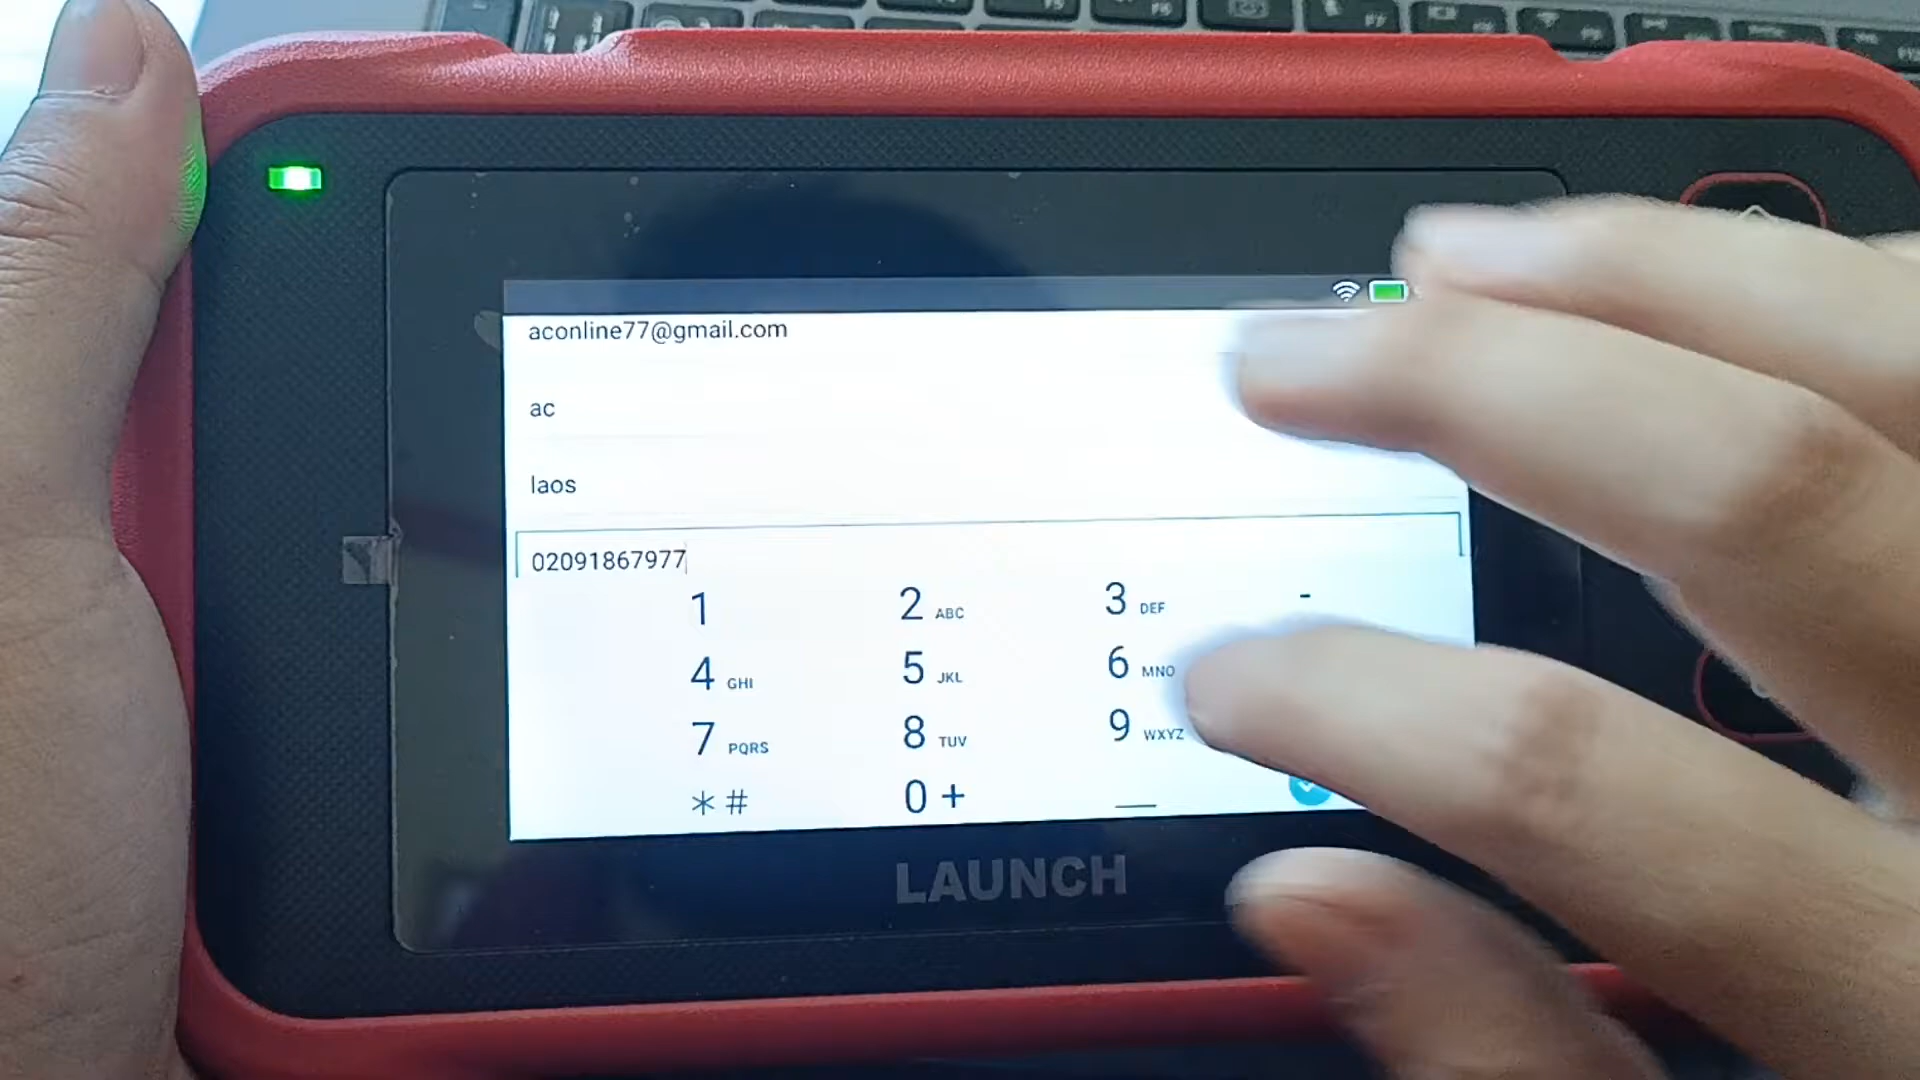 aconline77@gmail.com
ac
laos
02091867977
1 2 ABC 3 DEF -
4 GHI 5 JKL 6 MNO
7 PQRS 8 TUV 9 WXYZ
* # 0 +
LAUNCH